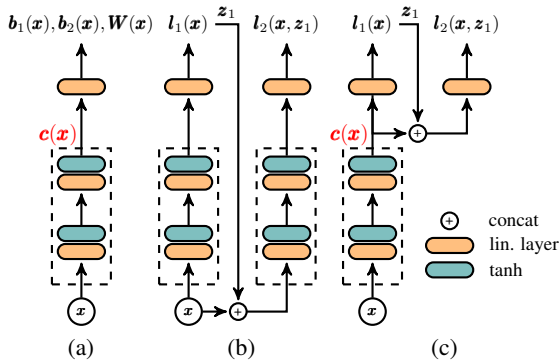 b₁(x), b₂(x), W(x) l₁(x) z₁ l₂(x, z₁) l₁(x) z₁ l₂(x, z₁)
c(x) c(x)
+
+ concat
lin. layer
tanh
x x + x
(a) (b) (c)